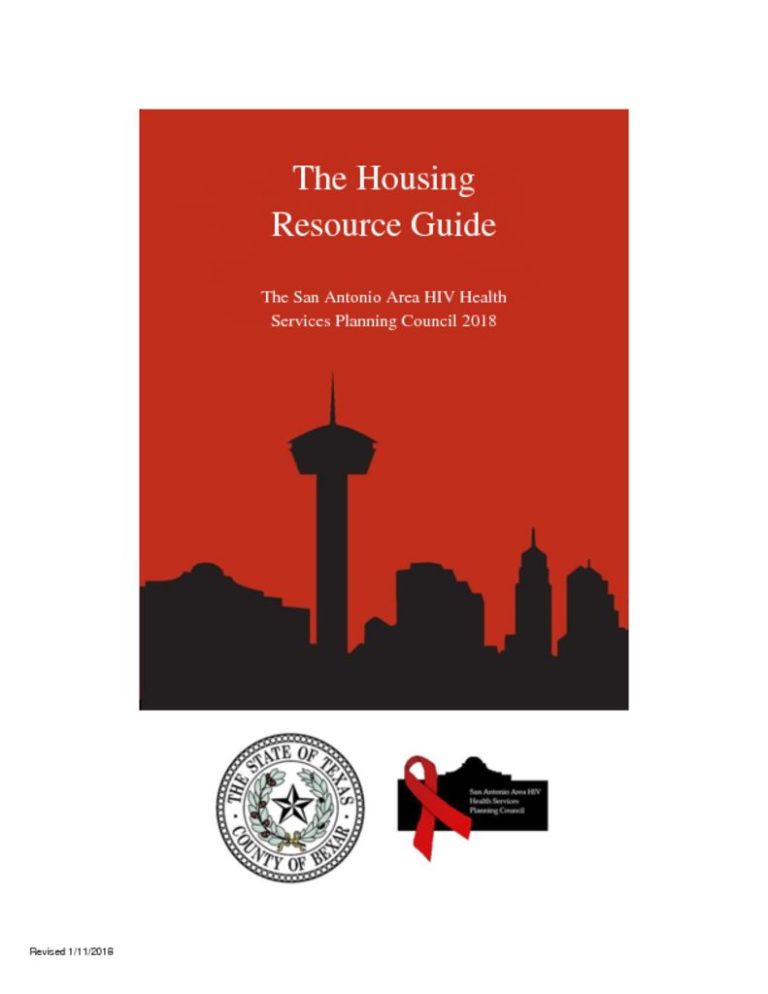 The Housing
Resource Guide
The San Antonio Area HIV Health
Services Planning Council 2018
THE STATE OF TEXAS
COUNTY OF BEXAR
San Antonio Area HIV
Health Services
Planning Council
Revised 1/11/2018